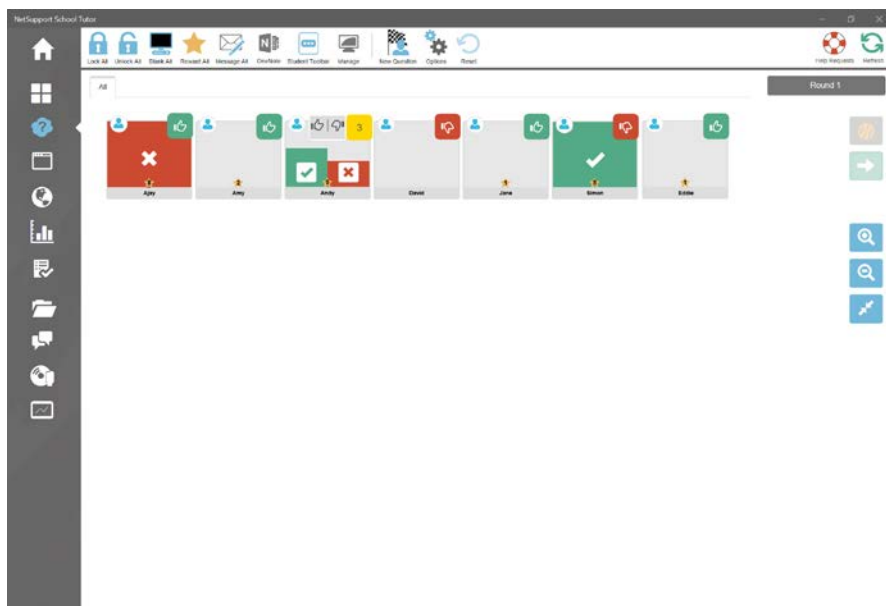 NetSupport School Tutor
Lock All Unlock All Blank All Reward All Message All OneNote Student Toolbar Manage New Question Options Reset Help Requests Refresh
All Round 1
3
Ajay Amy Andy David Jane Simon Eddie